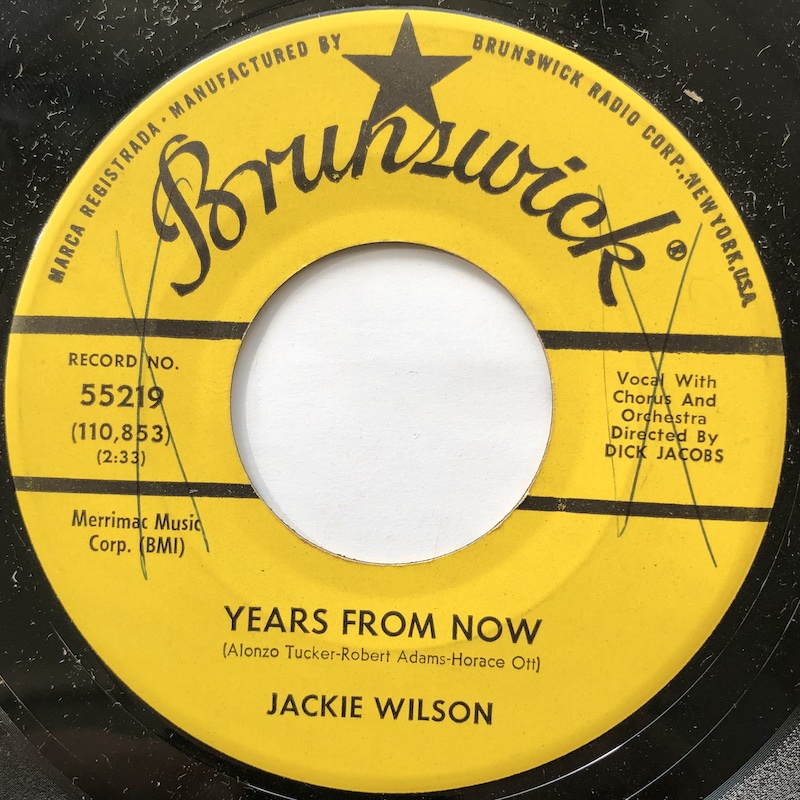 MARCA REGISTRADA • MANUFACTURED BY BRUNSWICK RADIO CORP., NEW YORK, U.S.A.
Brunswick ®
RECORD NO.
55219
(110,853)
(2:33)
Vocal With
Chorus And
Orchestra
Directed By
DICK JACOBS
Merrimac Music
Corp. (BMI)
YEARS FROM NOW
(Alonzo Tucker-Robert Adams-Horace Ott)
JACKIE WILSON